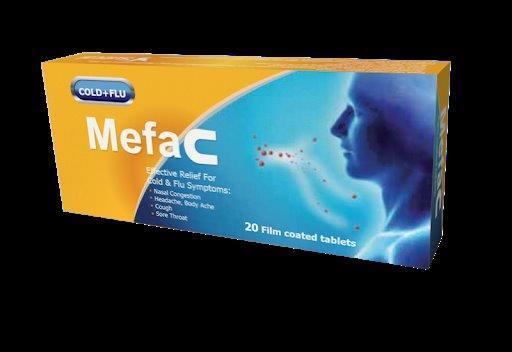 COLD+FLU
Mefac
Effective Relief For
Cold & Flu Symptoms:
• Nasal Congestion
• Headache, Body Ache
• Cough
• Sore Throat
20 Film coated tablets